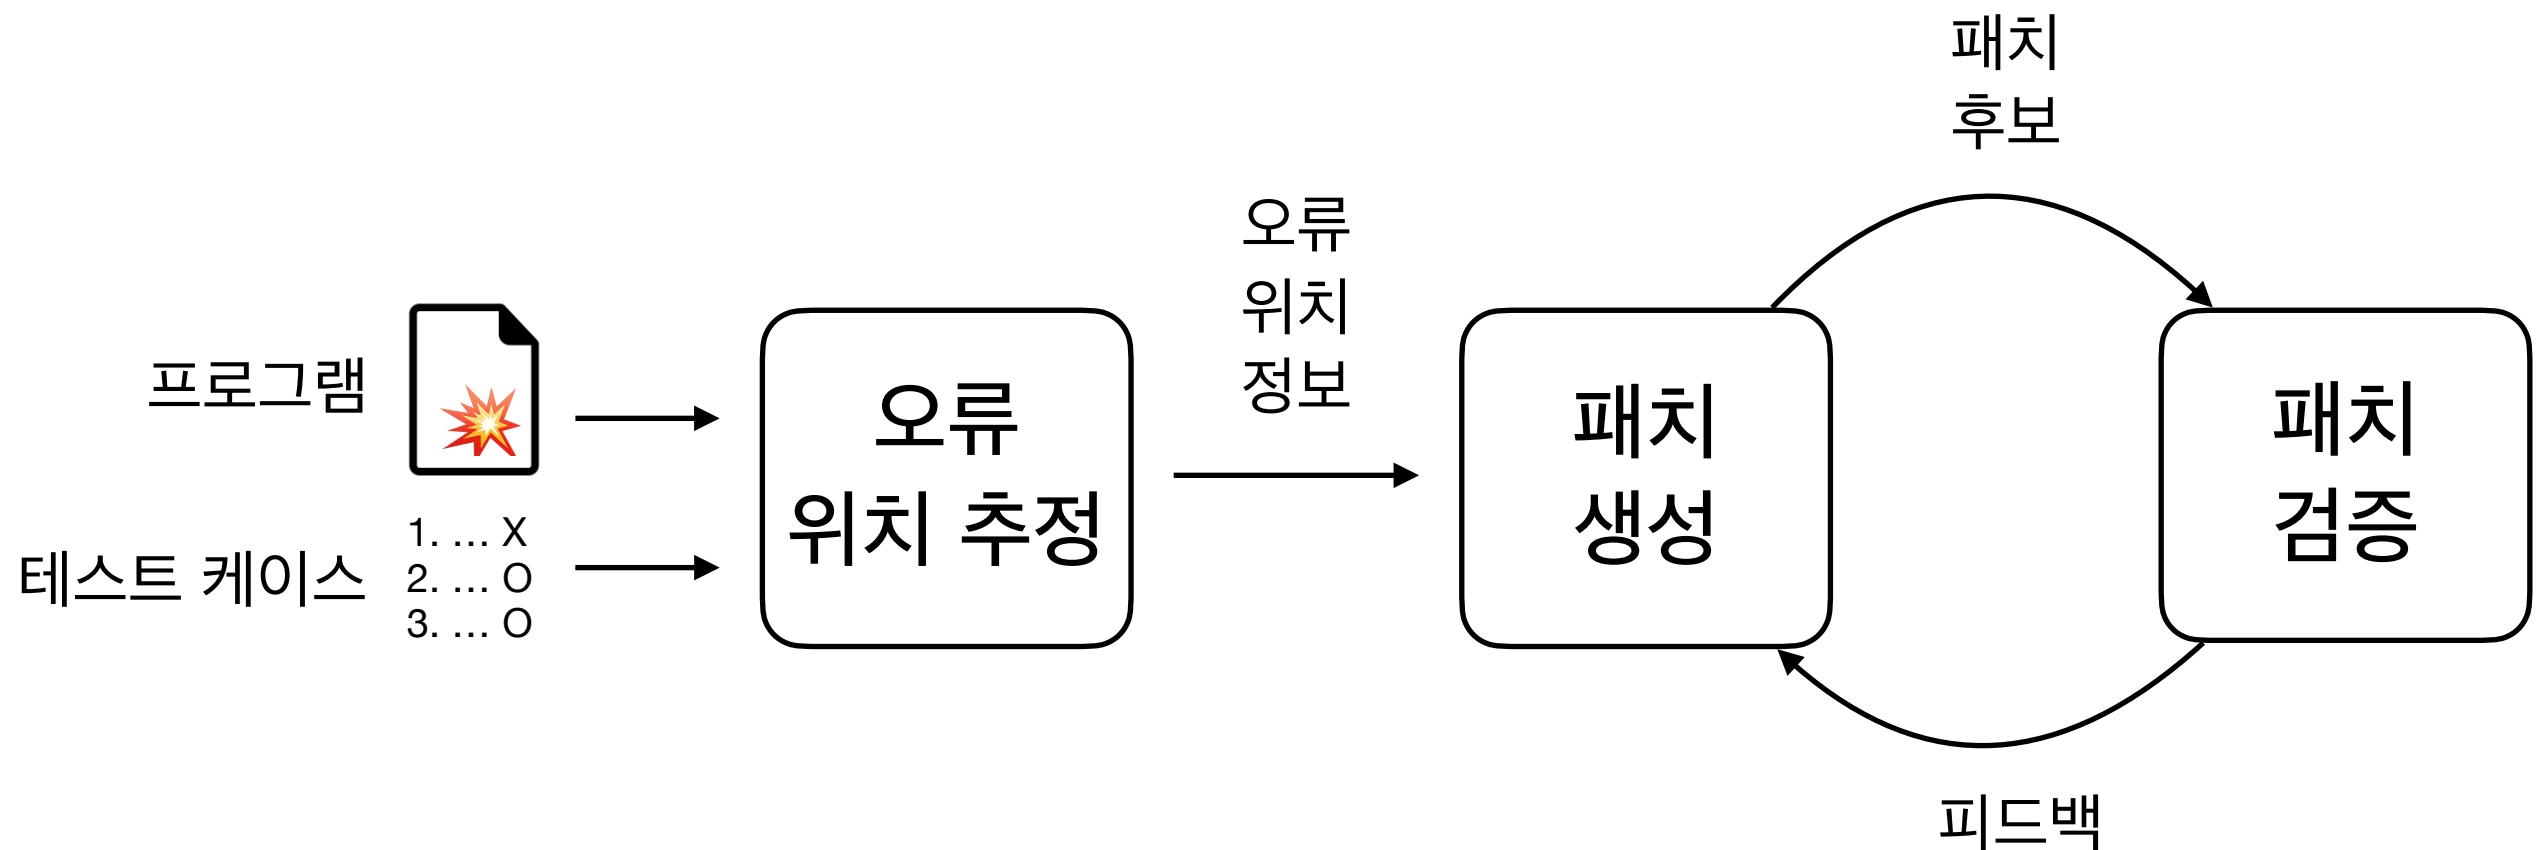 프로그램
테스트 케이스
1. ... X
2. ... O
3. ... O
오류
위치 추정
오류
위치
정보
패치
생성
패치
후보
패치
검증
피드백